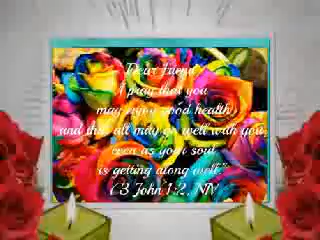 Dear friend
I pray that you
may enjoy good health
and that all may go well with you,
even as your soul
is getting along well."
(3 John 1:2, NIV